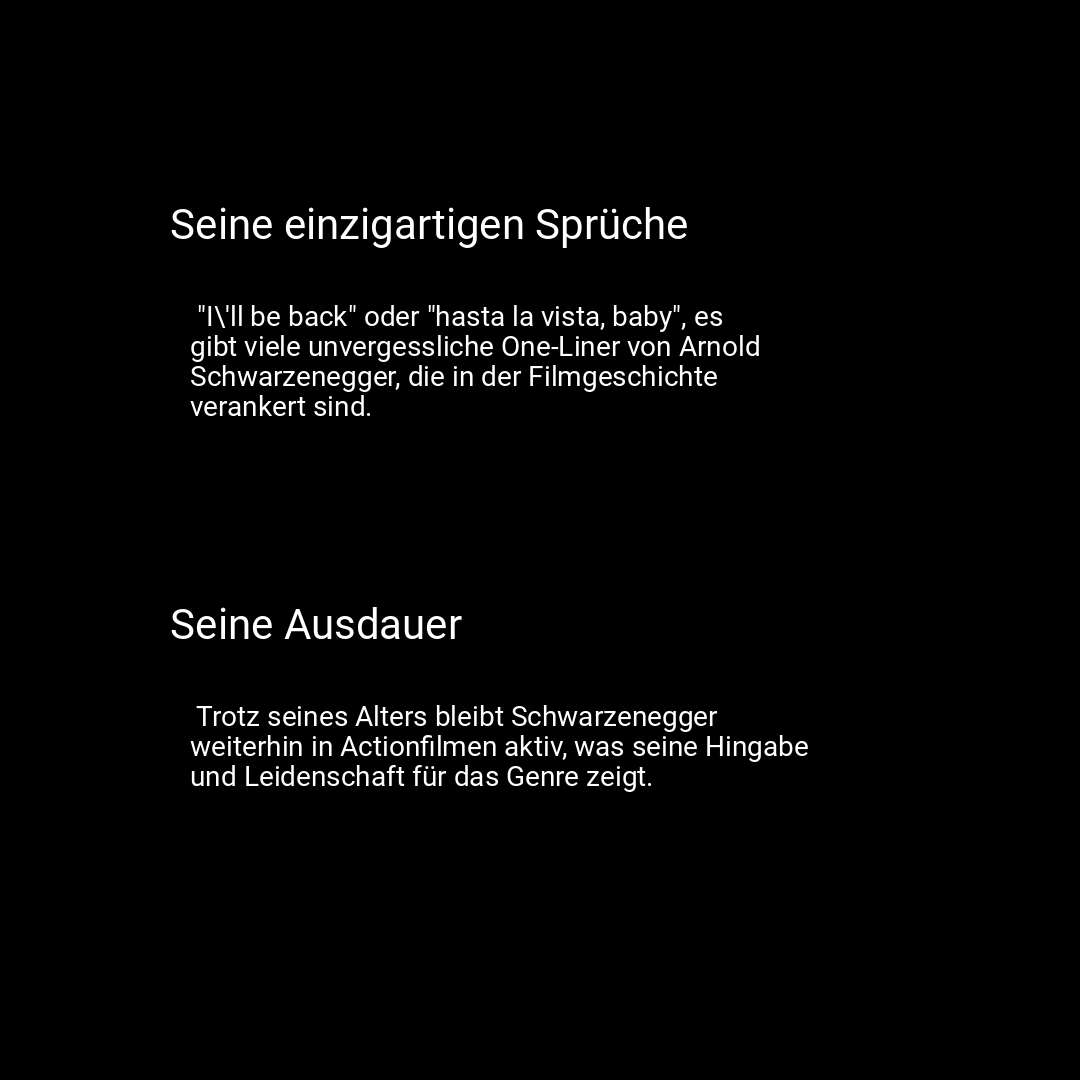 Seine einzigartigen Sprüche
"I\'ll be back" oder "hasta la vista, baby", es
gibt viele unvergessliche One-Liner von Arnold
Schwarzenegger, die in der Filmgeschichte
verankert sind.
Seine Ausdauer
Trotz seines Alters bleibt Schwarzenegger
weiterhin in Actionfilmen aktiv, was seine Hingabe
und Leidenschaft für das Genre zeigt.